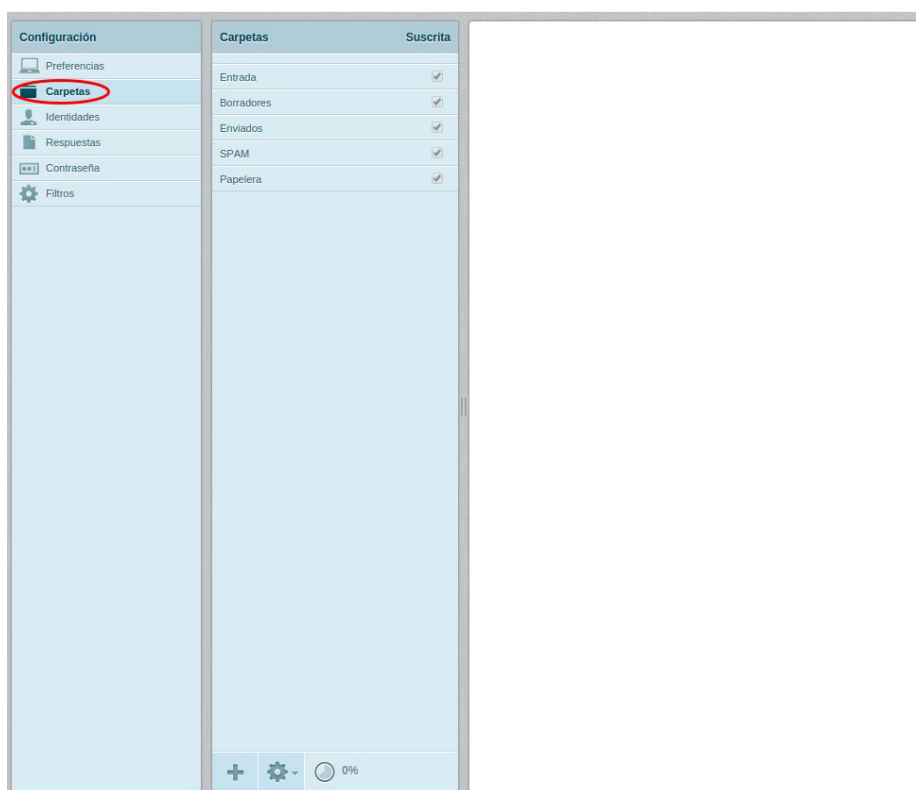 Configuración
Preferencias
Carpetas
Identidades
Respuestas
Contraseña
Filtros
Carpetas Suscrita
Entrada
Borradores
Enviados
SPAM
Papelera
0%